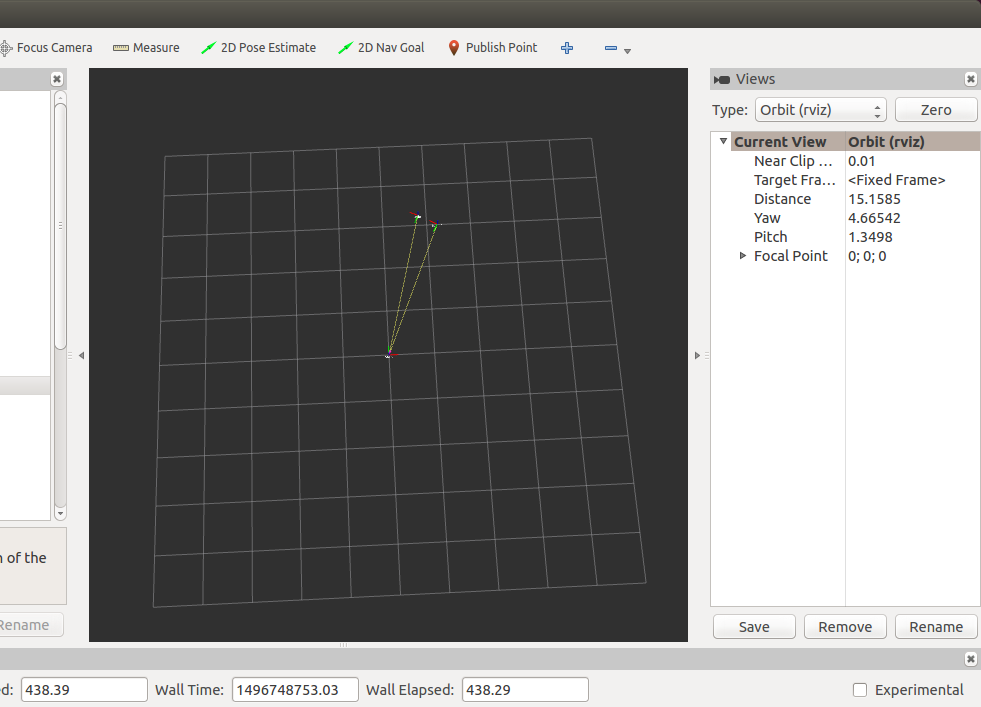 Focus Camera Measure 2D Pose Estimate 2D Nav Goal Publish Point
Views
Type: Orbit (rviz) Zero
Current View Orbit (rviz)
Near Clip ... 0.01
Target Fra... <Fixed Frame>
Distance 15.1585
Yaw 4.66542
Pitch 1.3498
Focal Point 0; 0; 0
n of the
Rename
Save Remove Rename
ed: 438.39 Wall Time: 1496748753.03 Wall Elapsed: 438.29 Experimental